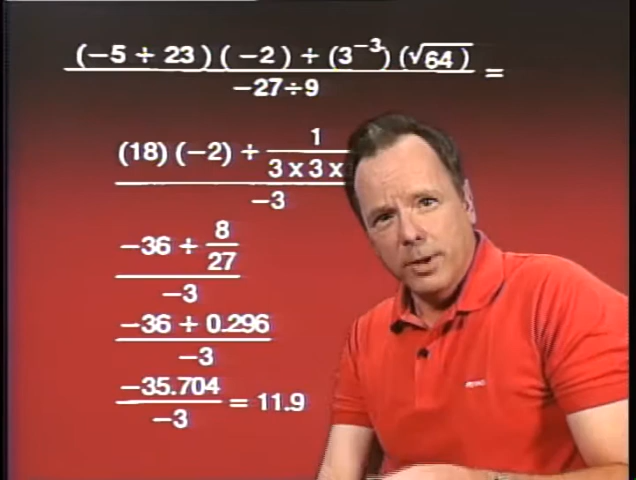 (−5 + 23)(−2) + (3⁻³)(√64)
−27÷9 =
(18)(−2) + 1
3 x 3 x
−3
−36 + 8
27
−3
−36 + 0.296
−3
−35.704
−3 = 11.9